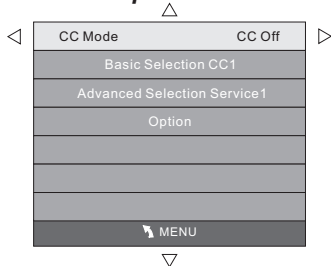 CC Mode CC Off
Basic Selection CC1
Advanced Selection Service1
Option
MENU